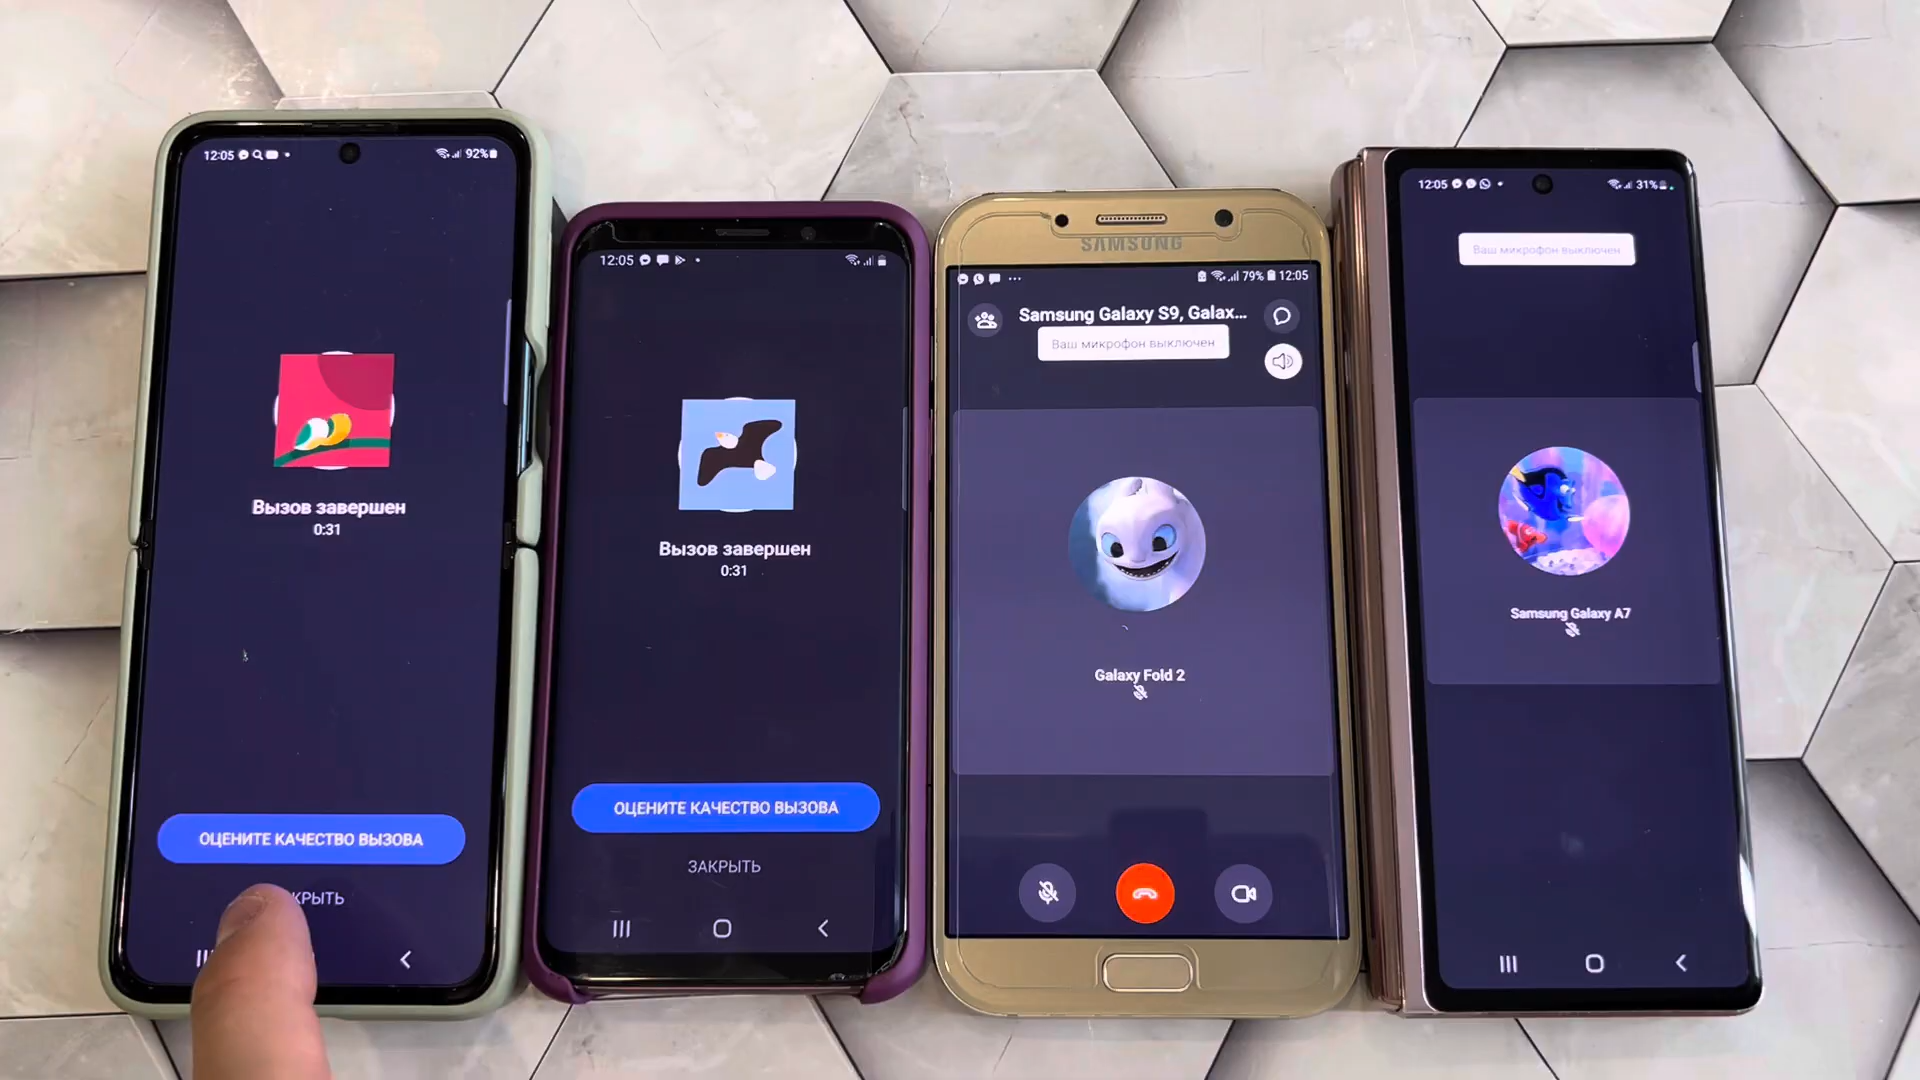 12:05
92%
Вызов завершен
0:31
ОЦЕНИТЕ КАЧЕСТВО ВЫЗОВА
КРЫТЬ
12:05
Вызов завершен
0:31
ОЦЕНИТЕ КАЧЕСТВО ВЫЗОВА
ЗАКРЫТЬ
SAMSUNG
79% 12:05
Samsung Galaxy S9, Galax...
Ваш микрофон выключен
Galaxy Fold 2
12:05
31%
Ваш микрофон выключен
Samsung Galaxy A7